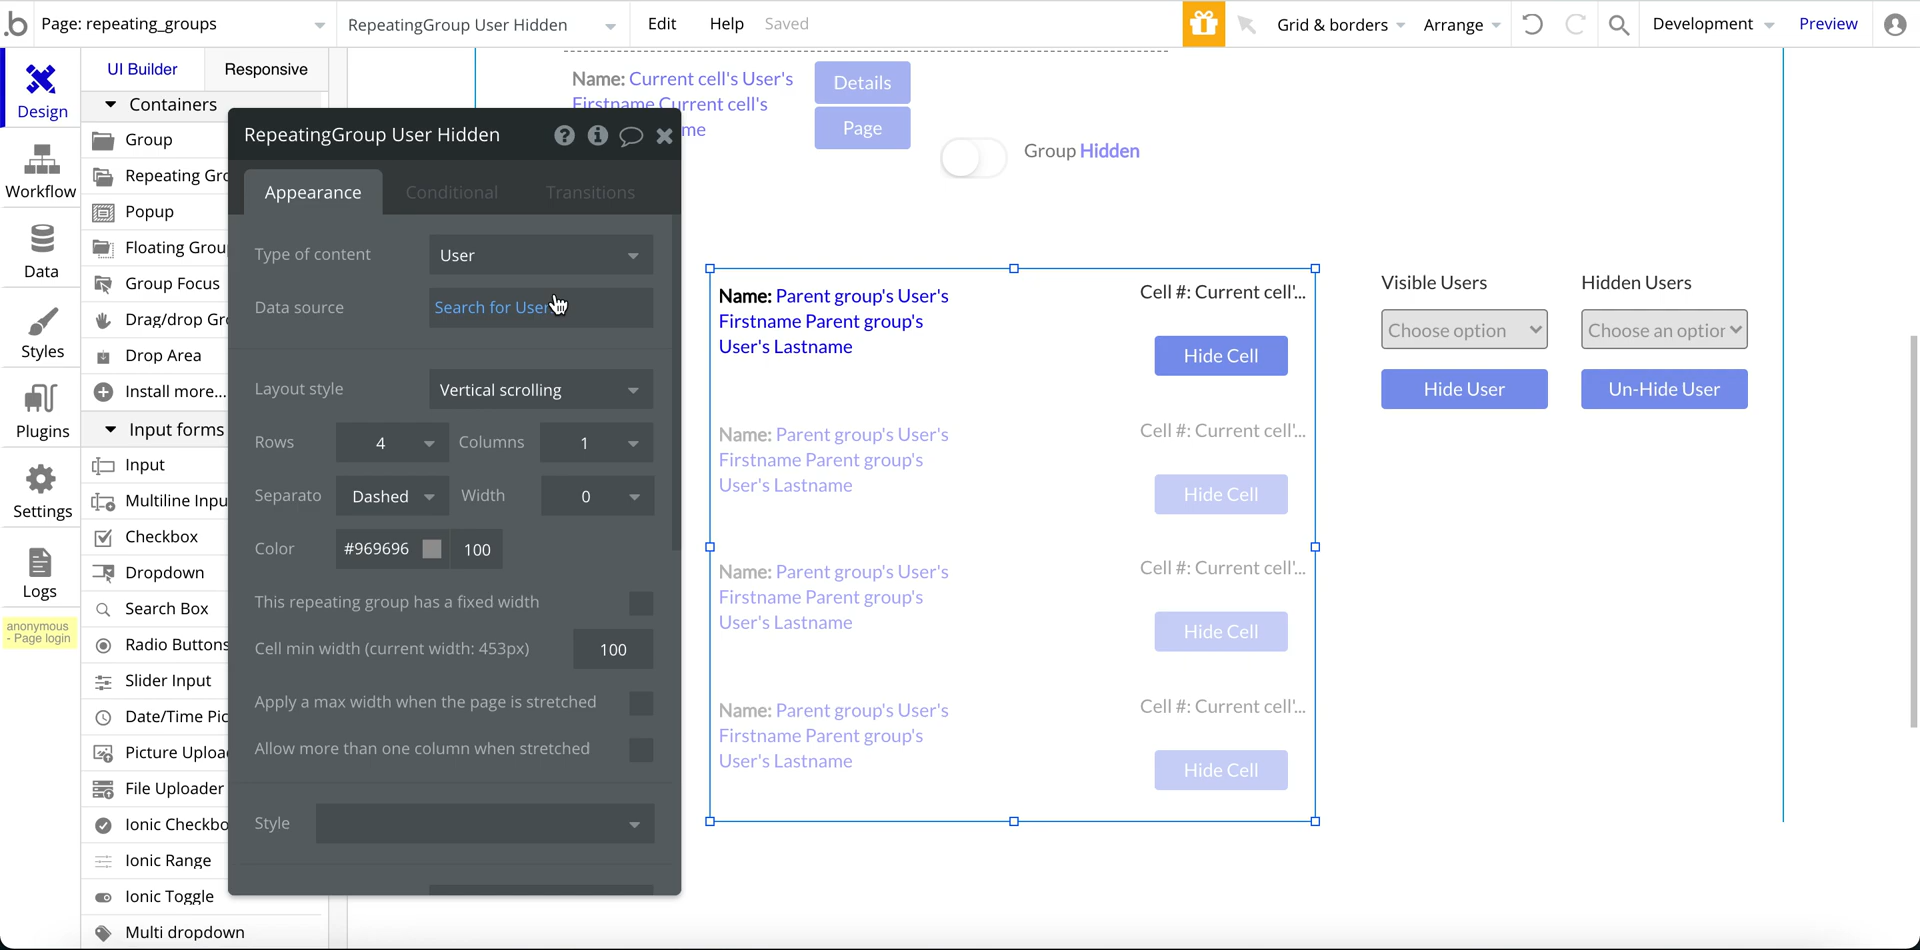 Page: repeating_groups
RepeatingGroup User Hidden
Edit
Help
Saved
Grid & borders
Arrange
Development
Preview
Design
Workflow
Data
Styles
Plugins
Settings
Logs
anonymous
- Page login
UI Builder
Responsive
Containers
Group
Repeating Gro
Popup
Floating Grou
Group Focus
Drag/drop Gr
Drop Area
Install more...
Input forms
Input
Multiline Inpu
Checkbox
Dropdown
Search Box
Radio Buttons
Slider Input
Date/Time Pic
Picture Uploa
File Uploader
Ionic Checkbo
Ionic Range
Ionic Toggle
Multi dropdown
RepeatingGroup User Hidden
Appearance
Conditional
Transitions
Type of content
User
Data source
Search for User
Layout style
Vertical scrolling
Rows
4
Columns
1
Separato
Dashed
Width
0
Color
#969696
100
This repeating group has a fixed width
Cell min width (current width: 453px)
100
Apply a max width when the page is stretched
Allow more than one column when stretched
Style
Name: Current cell's User's
Firstname Current cell's
me
Details
Page
Group Hidden
Name: Parent group's User's
Firstname Parent group's
User's Lastname
Cell #: Current cell'...
Hide Cell
Name: Parent group's User's
Firstname Parent group's
User's Lastname
Cell #: Current cell'...
Hide Cell
Name: Parent group's User's
Firstname Parent group's
User's Lastname
Cell #: Current cell'...
Hide Cell
Name: Parent group's User's
Firstname Parent group's
User's Lastname
Cell #: Current cell'...
Hide Cell
Visible Users
Choose option
Hide User
Hidden Users
Choose an option
Un-Hide User